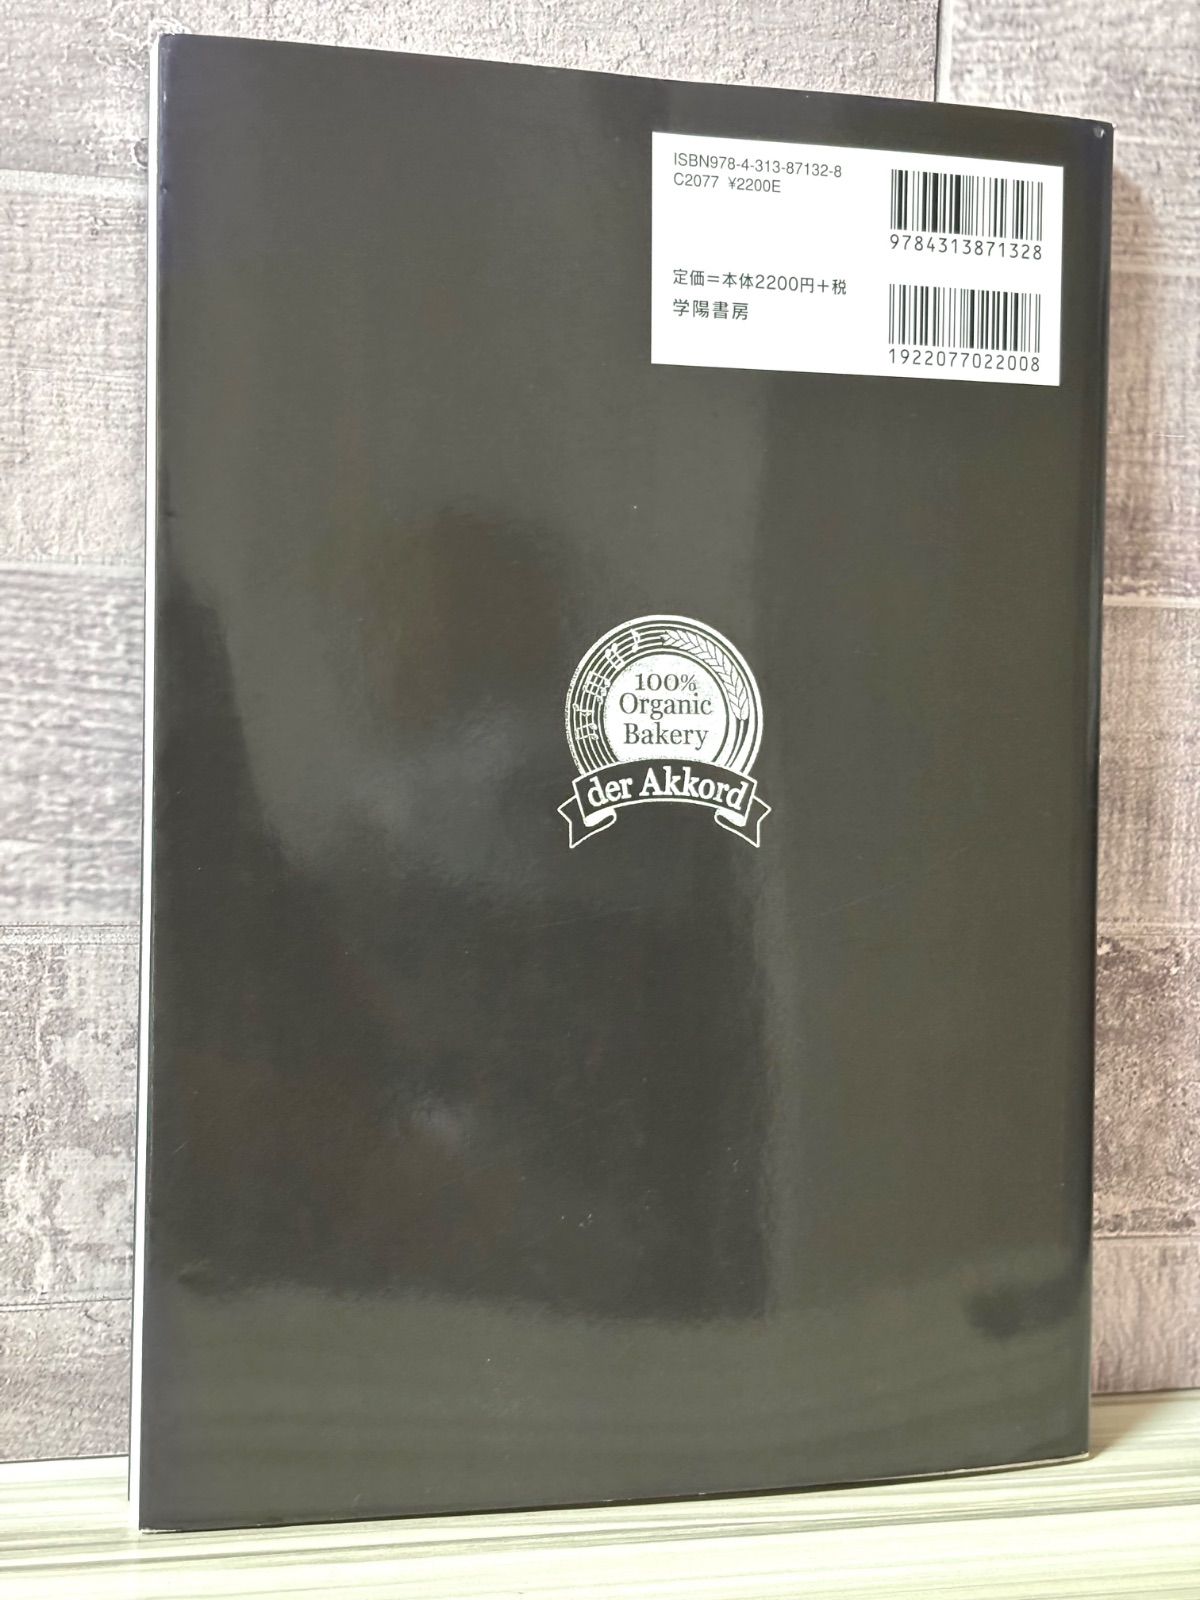 ISBN978-4-313-87132-8
C2077 ¥2200E
9784313871328
定価=本体2200円+税
学陽書房
1922077022008
100%
Organic
Bakery
der Akkord